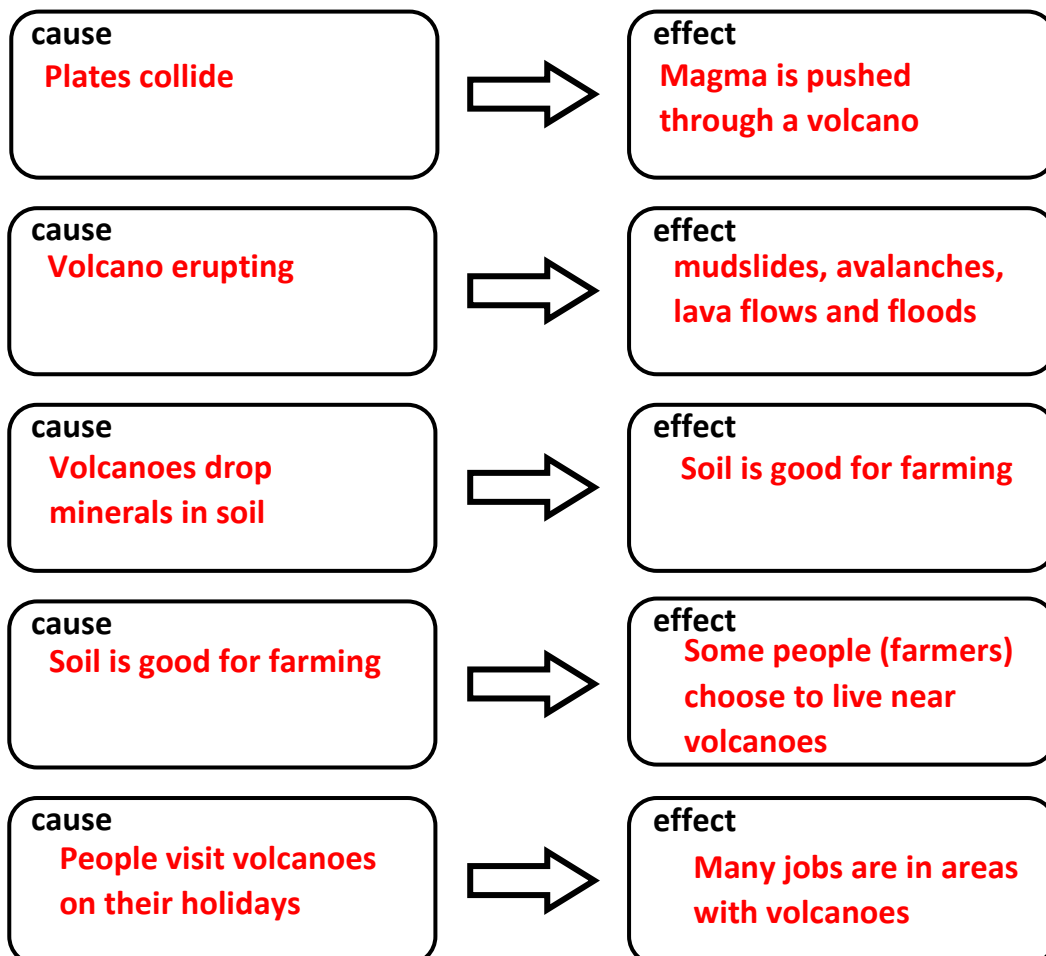 cause
Plates collide
effect
Magma is pushed
through a volcano
cause
Volcano erupting
effect
mudslides, avalanches,
lava flows and floods
cause
Volcanoes drop
minerals in soil
effect
Soil is good for farming
cause
Soil is good for farming
effect
Some people (farmers)
choose to live near
volcanoes
cause
People visit volcanoes
on their holidays
effect
Many jobs are in areas
with volcanoes